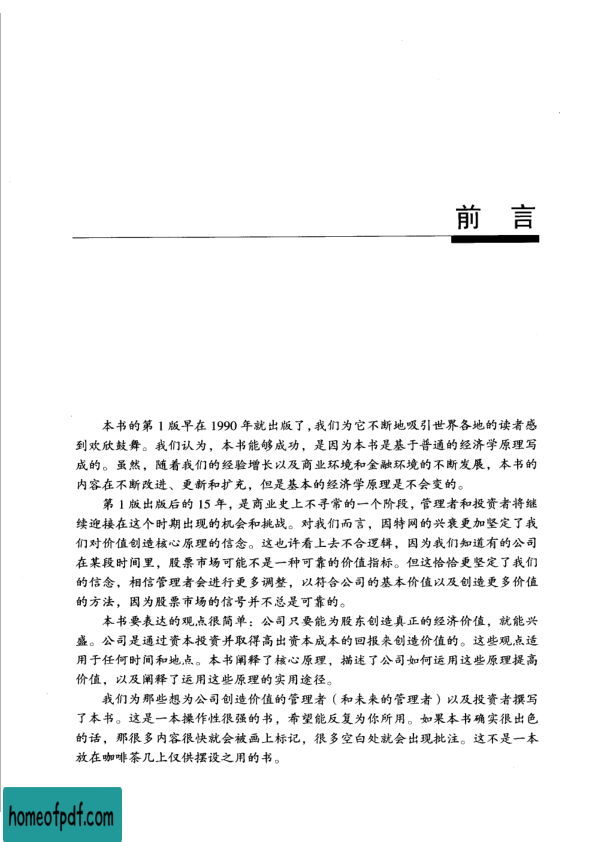 前 言
本书的第 1 版早在 1990 年就出版了，我们为它不断地吸引世界各地的读者感
到欢欣鼓舞。我们认为，本书能够成功，是因为本书是基于普通的经济学原理写
成的。虽然，随着我们的经验增长以及商业环境和金融环境的不断发展，本书的
内容在不断改进、更新和扩充，但是基本的经济学原理是不会变的。
第 1 版出版后的 15 年，是商业史上不寻常的一个阶段，管理者和投资者将继
续迎接在这个时期出现的机会和挑战。对我们而言，因特网的兴衰更加坚定了我
们对价值创造核心原理的信念。这也许看上去不合逻辑，因为我们知道有的公司
在某段时间里，股票市场可能不是一种可靠的价值指标。但这恰恰更坚定了我们
的信念，相信管理者会进行更多调整，以符合公司的基本价值以及创造更多价值
的方法，因为股票市场的信号并不总是可靠的。
本书要表达的观点很简单：公司只要能为股东创造真正的经济价值，就能兴
盛。公司是通过资本投资并取得高出资本成本的回报来创造价值的。这些观点适
用于任何时间和地点。本书阐释了核心原理，描述了公司如何运用这些原理提高
价值，以及阐释了运用这些原理的实用途径。
我们为那些想为公司创造价值的管理者（和未来的管理者）以及投资者撰写
了本书。这是一本操作性很强的书，希望能反复为你所用。如果本书确实很出色
的话，那很多内容很快就会被画上标记，很多空白处就会出现批注。这不是一本
放在咖啡茶几上仅供摆设之用的书。
homeofpdf.com